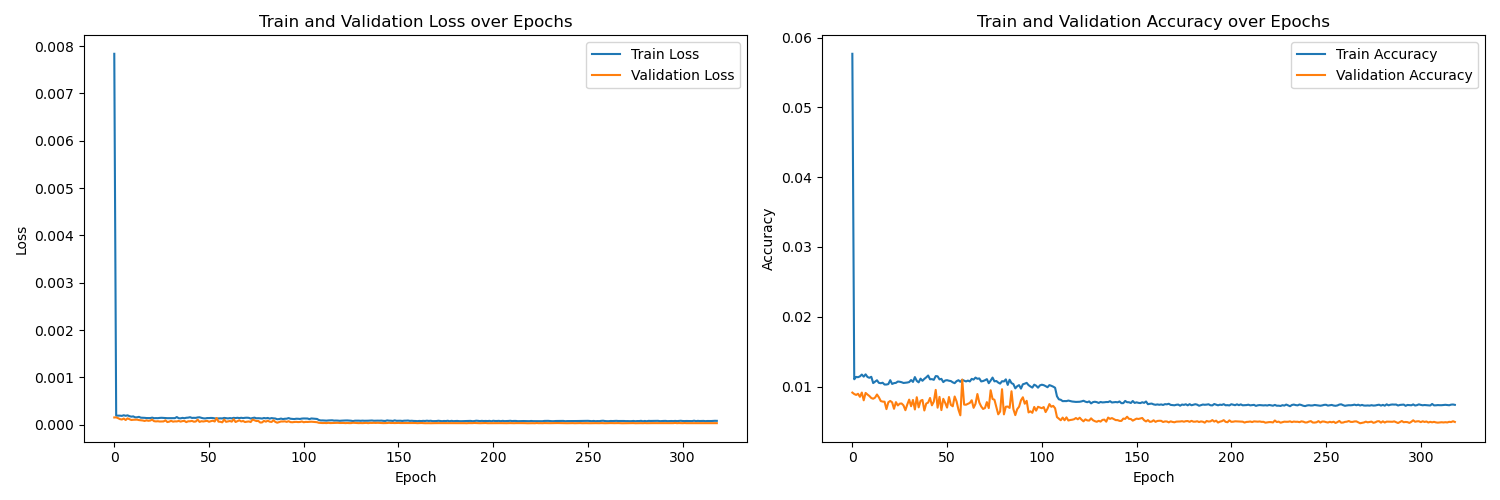 Train and Validation Loss over Epochs
0.008
0.007
0.006
0.005
0.004
0.003
0.002
0.001
0.000
Loss
Train Loss
Validation Loss
0
50
100
150
200
250
300
Epoch
Train and Validation Accuracy over Epochs
0.06
0.05
0.04
0.03
0.02
0.01
Accuracy
Train Accuracy
Validation Accuracy
0
50
100
150
200
250
300
Epoch